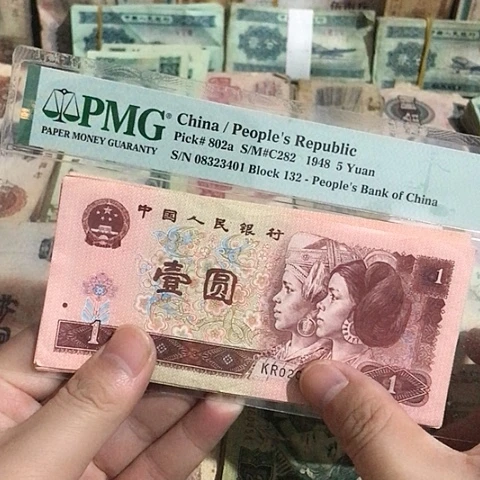 PMG
PAPER MONEY GUARANTY
China / People's Republic
Pick# 802a S/M#C282 1948 5 Yuan
S/N 08323401 Block 132 - People's Bank of China
中国人民银行
壹圆
1
1
1